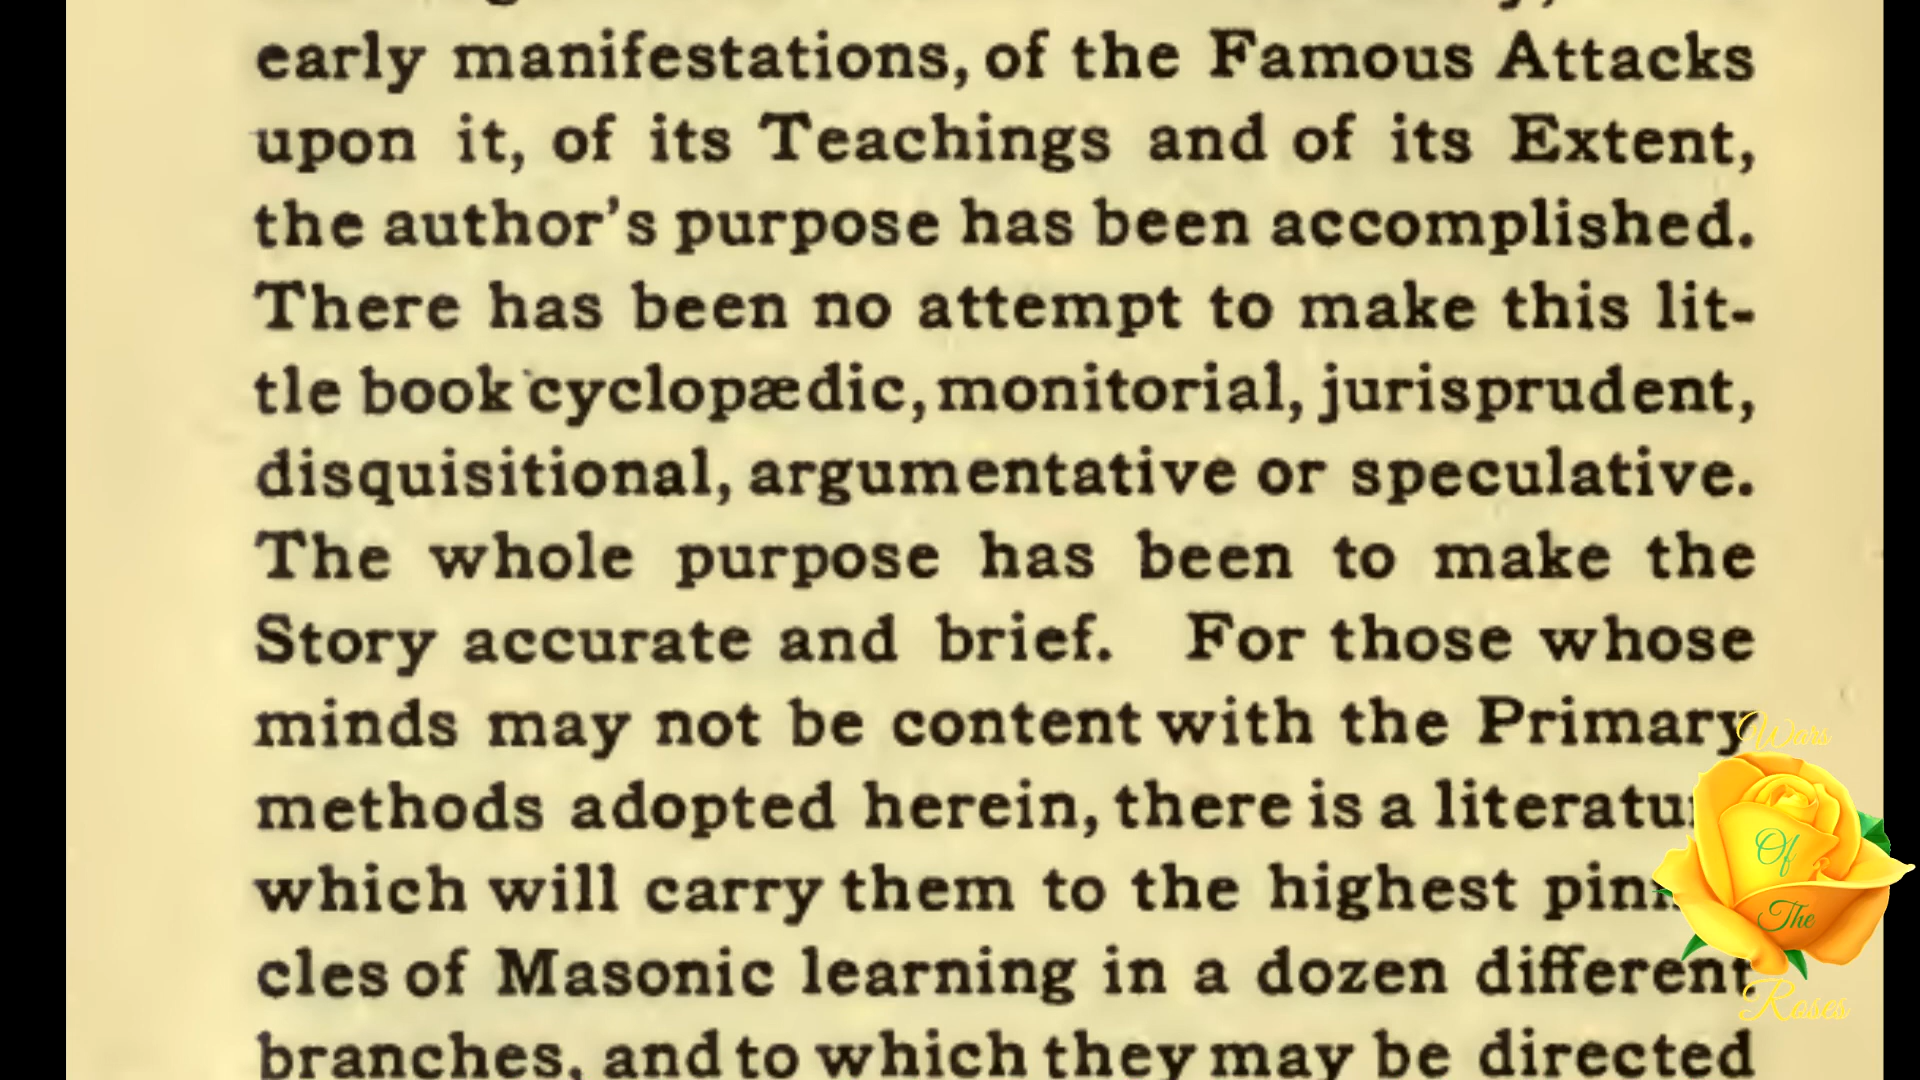 early manifestations, of the Famous Attacks
upon it, of its Teachings and of its Extent,
the author's purpose has been accomplished.
There has been no attempt to make this lit-
tle book cyclopædic, monitorial, jurisprudent,
disquisitional, argumentative or speculative.
The whole purpose has been to make the
Story accurate and brief. For those whose
minds may not be content with the Primary
methods adopted herein, there is a
which will carry them to the highest
cles of Masonic learning in a dozen different
branches, and to which they may be directed
Wars
Of
The
Roses